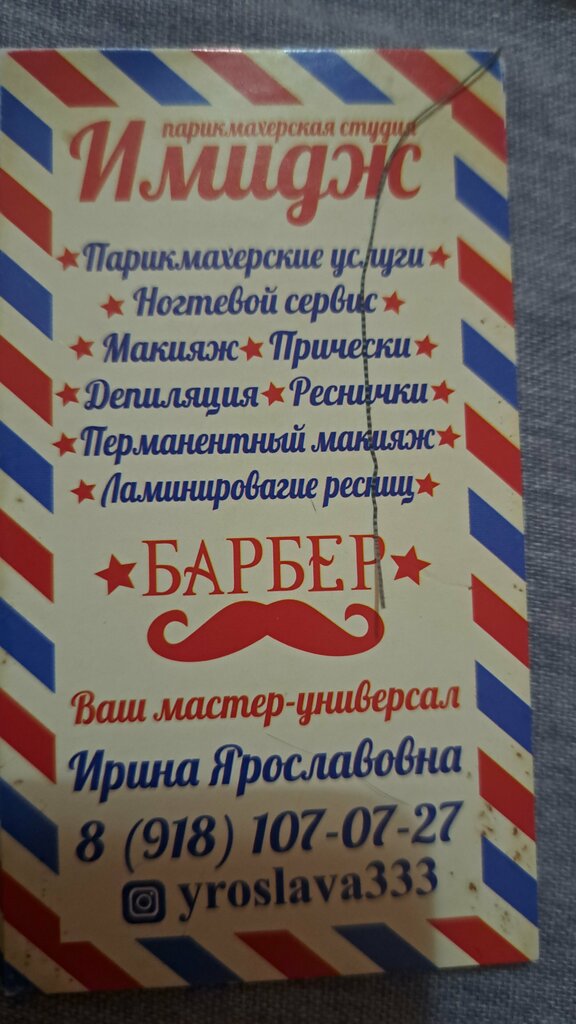 парикмахерская студия
Имидж
Парикмахерские услуги
Ногтевой сервис
Макияж Прически
Депиляция Реснички
Перманентный макияж
Ламинировагие ресниц
БАРБЕР
Ваш мастер-универсал
Ирина Ярославовна
8 (918) 107-07-27
yroslava333